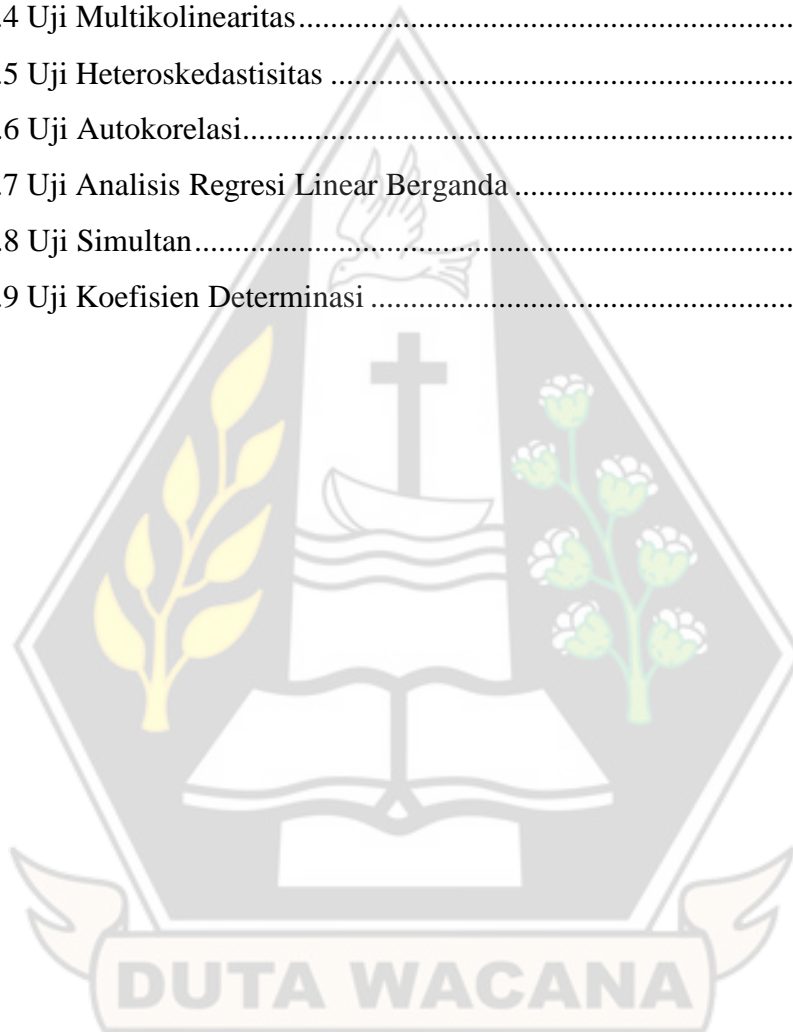 .4 Uji Multikolinearitas................................................................
.5 Uji Heteroskedastisitas ............................................................
.6 Uji Autokorelasi.......................................................................
.7 Uji Analisis Regresi Linear Berganda .....................................
.8 Uji Simultan.............................................................................
.9 Uji Koefisien Determinasi .......................................................
DUTA WACANA